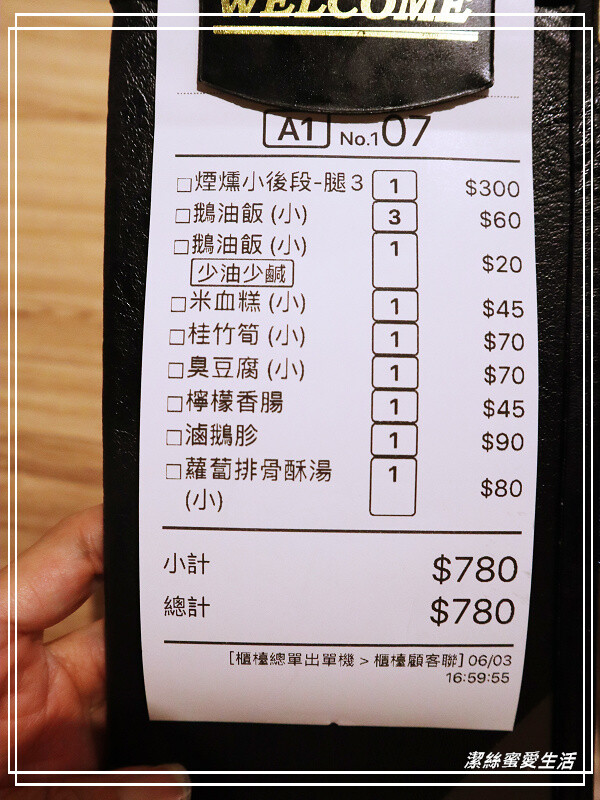 WELCOME
A1 No.107
□煙燻小後段-腿3 1 $300
□鵝油飯 (小) 3 $60
□鵝油飯 (小) 1 $20
少油少鹹
□米血糕 (小) 1 $45
□桂竹筍 (小) 1 $70
□臭豆腐 (小) 1 $70
□檸檬香腸 1 $45
□滷鵝胗 1 $90
□蘿蔔排骨酥湯 1 $80
(小)
小計 $780
總計 $780
[櫃檯總單出單機 > 櫃檯顧客聯] 06/03
16:59:55
潔絲蜜愛生活